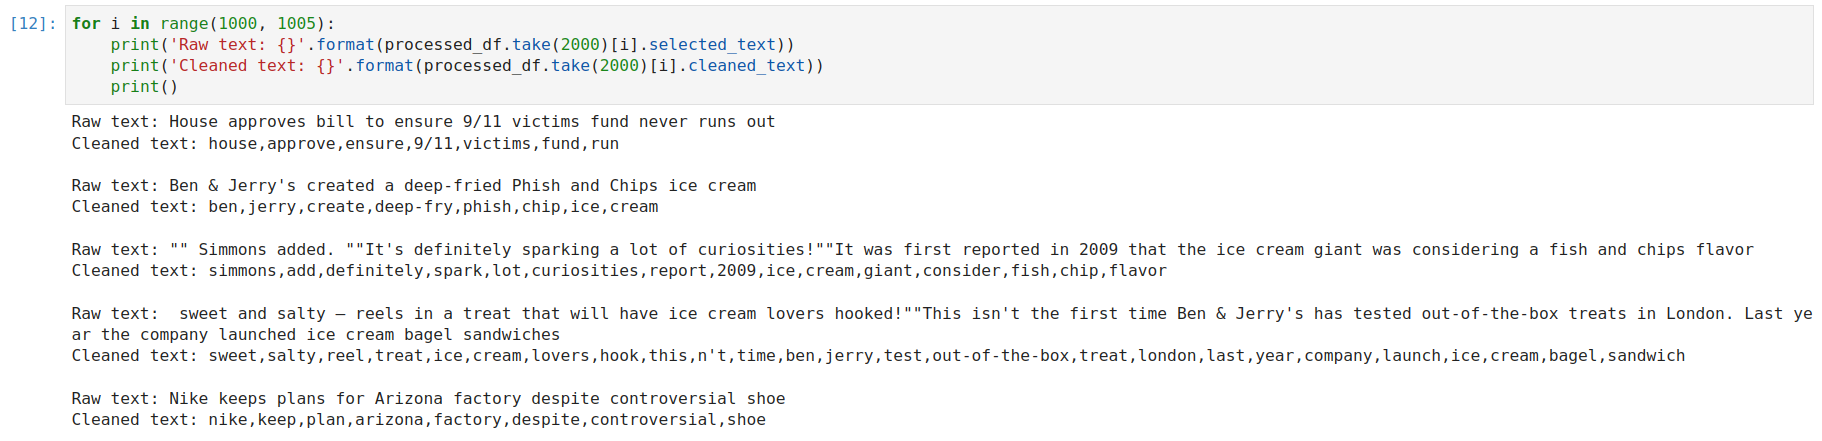 [12]: for i in range(1000, 1005):
    print('Raw text: {}'.format(processed_df.take(2000)[i].selected_text))
    print('Cleaned text: {}'.format(processed_df.take(2000)[i].cleaned_text))
    print()
Raw text: House approves bill to ensure 9/11 victims fund never runs out
Cleaned text: house,approve,ensure,9/11,victims,fund,run
Raw text: Ben & Jerry's created a deep-fried Phish and Chips ice cream
Cleaned text: ben,jerry,create,deep-fry,phish,chip,ice,cream
Raw text: "" Simmons added. ""It's definitely sparking a lot of curiosities!""It was first reported in 2009 that the ice cream giant was considering a fish and chips flavor
Cleaned text: simmons,add,definitely,spark,lot,curiosities,report,2009,ice,cream,giant,consider,fish,chip,flavor
Raw text:  sweet and salty — reels in a treat that will have ice cream lovers hooked!""This isn't the first time Ben & Jerry's has tested out-of-the-box treats in London. Last ye
ar the company launched ice cream bagel sandwiches
Cleaned text: sweet,salty,reel,treat,ice,cream,lovers,hook,this,n't,time,ben,jerry,test,out-of-the-box,treat,london,last,year,company,launch,ice,cream,bagel,sandwich
Raw text: Nike keeps plans for Arizona factory despite controversial shoe
Cleaned text: nike,keep,plan,arizona,factory,despite,controversial,shoe